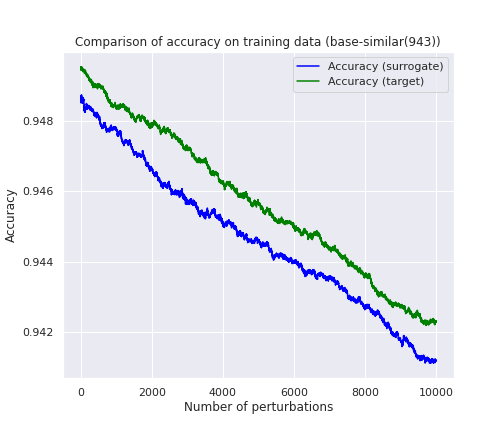 Comparison of accuracy on training data (base-similar(943))
Accuracy (surrogate)
Accuracy (target)
0.948
0.946
0.944
0.942
Accuracy
0 2000 4000 6000 8000 10000
Number of perturbations